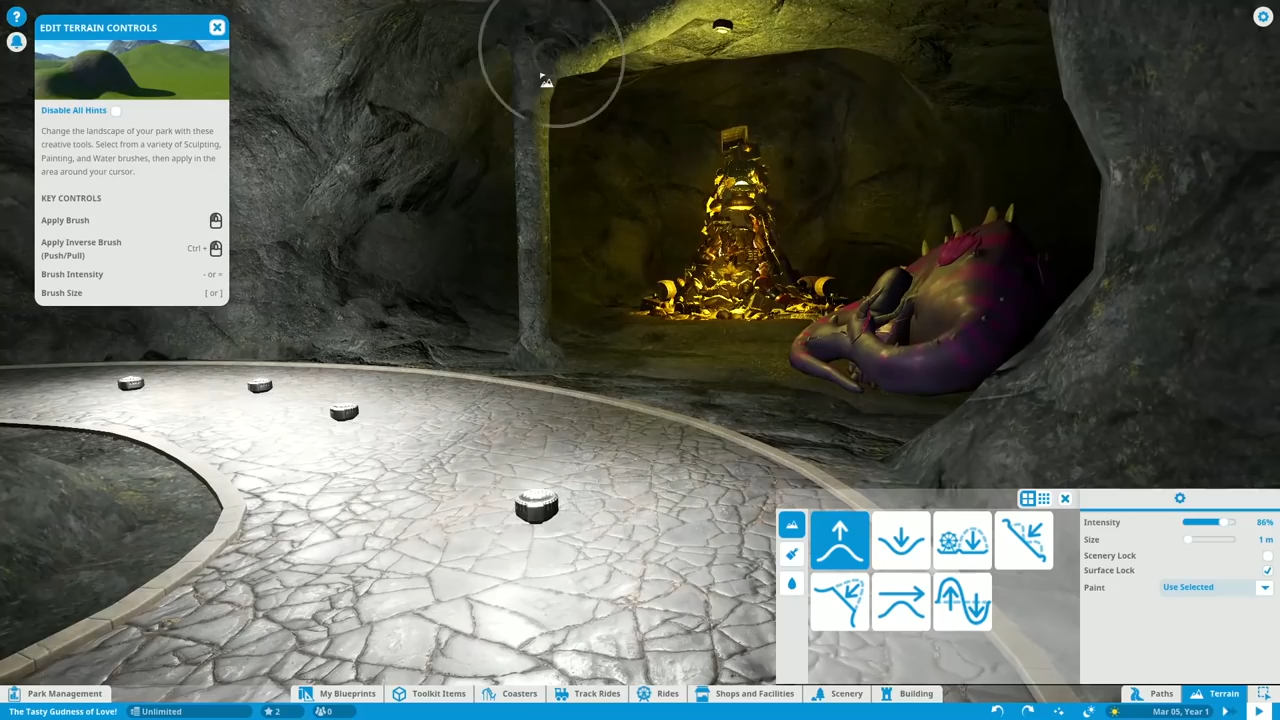 ?
EDIT TERRAIN CONTROLS
Disable All Hints
Change the landscape of your park with these
creative tools. Select from a variety of Sculpting,
Painting, and Water brushes, then apply in the
area around your cursor.
KEY CONTROLS
Apply Brush
Apply Inverse Brush
(Push/Pull)
Ctrl +
Brush Intensity - or =
Brush Size [ or ]
Intensity 86%
Size 1 m
Scenery Lock
Surface Lock
Paint Use Selected
Park Management My Blueprints Toolkit Items Coasters Track Rides Rides Shops and Facilities Scenery Building Paths Terrain
The Tasty Gudness of Love! Unlimited 2 0 Mar 05, Year 1